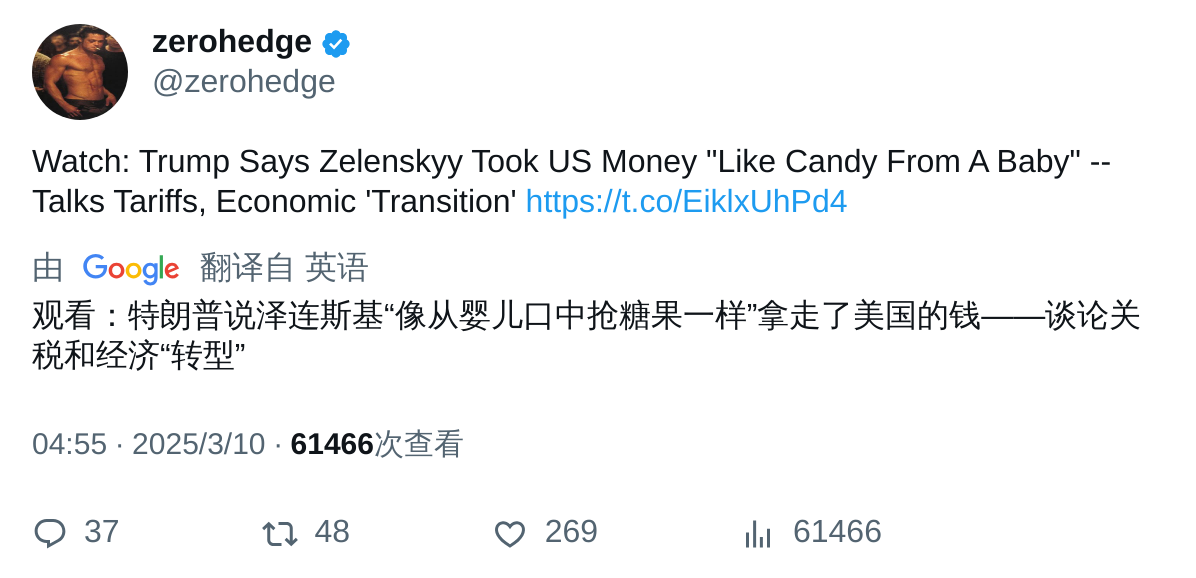 zerohedge
@zerohedge
Watch: Trump Says Zelenskyy Took US Money "Like Candy From A Baby" --
Talks Tariffs, Economic 'Transition' https://t.co/EiklxUhPd4
由 Google 翻译自 英语
观看：特朗普说泽连斯基“像从婴儿口中抢糖果一样”拿走了美国的钱——谈论关
税和经济“转型”
04:55 · 2025/3/10 · 61466次查看
37 48 269 61466